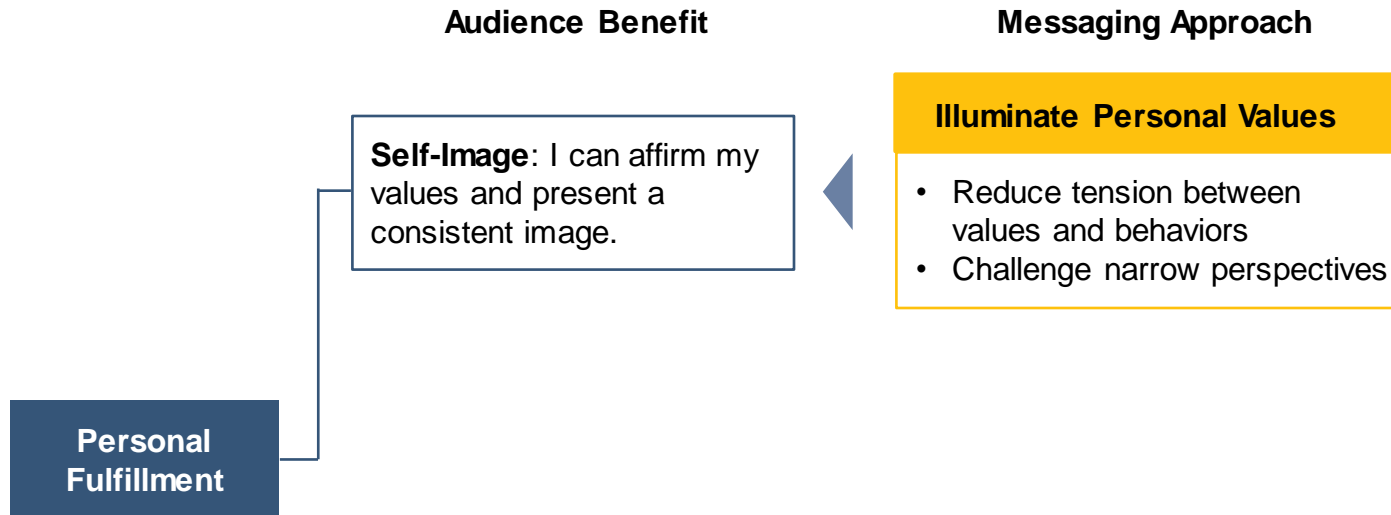 Audience Benefit
Messaging Approach
Illuminate Personal Values
Self-Image: I can affirm my
values and present a
consistent image.
• Reduce tension between
values and behaviors
• Challenge narrow perspectives
Personal
Fulfillment